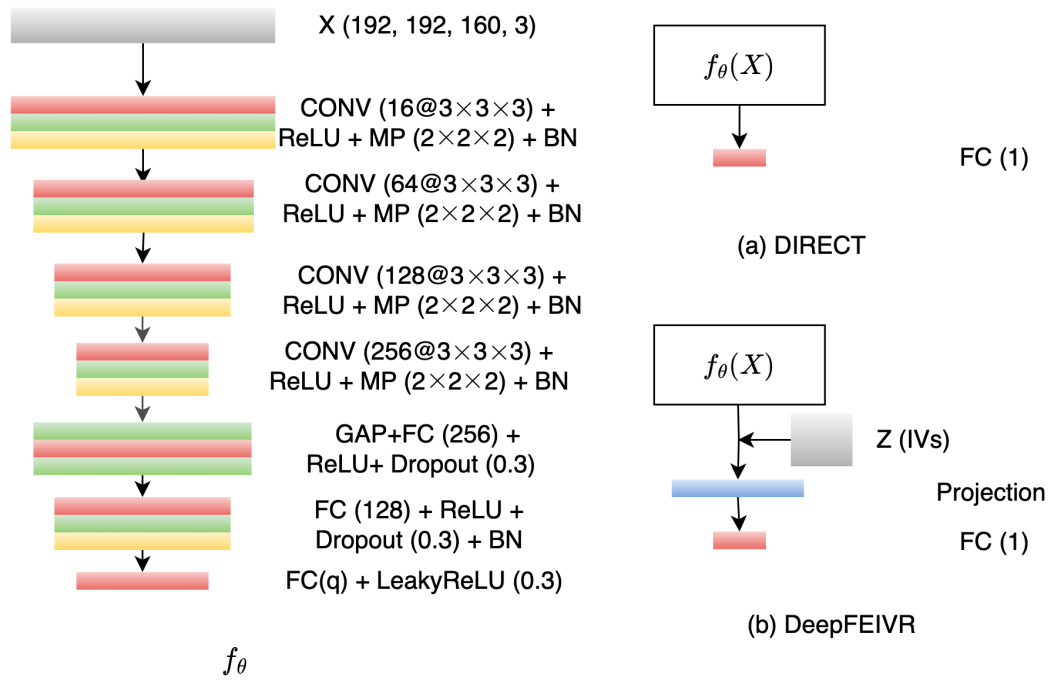 X (192, 192, 160, 3)
CONV (16@3×3×3) +
ReLU + MP (2×2×2) + BN
CONV (64@3×3×3) +
ReLU + MP (2×2×2) + BN
CONV (128@3×3×3) +
ReLU + MP (2×2×2) + BN
CONV (256@3×3×3) +
ReLU + MP (2×2×2) + BN
GAP+FC (256) +
ReLU+ Dropout (0.3)
FC (128) + ReLU +
Dropout (0.3) + BN
FC(q) + LeakyReLU (0.3)
fθ
fθ(X)
FC (1)
(a) DIRECT
fθ(X)
Z (IVs)
Projection
FC (1)
(b) DeepFEIVR